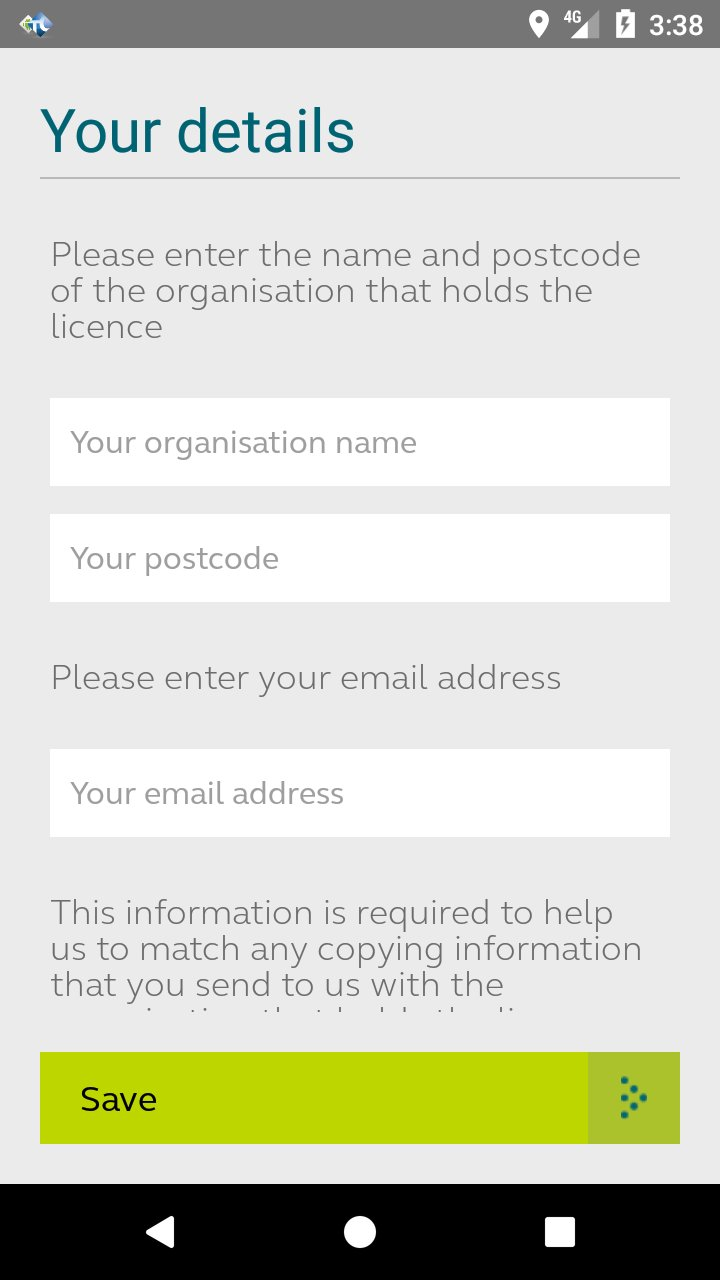 4G
3:38
Your details
Please enter the name and postcode
of the organisation that holds the
licence
Your organisation name
Your postcode
Please enter your email address
Your email address
This information is required to help
us to match any copying information
that you send to us with the
Save